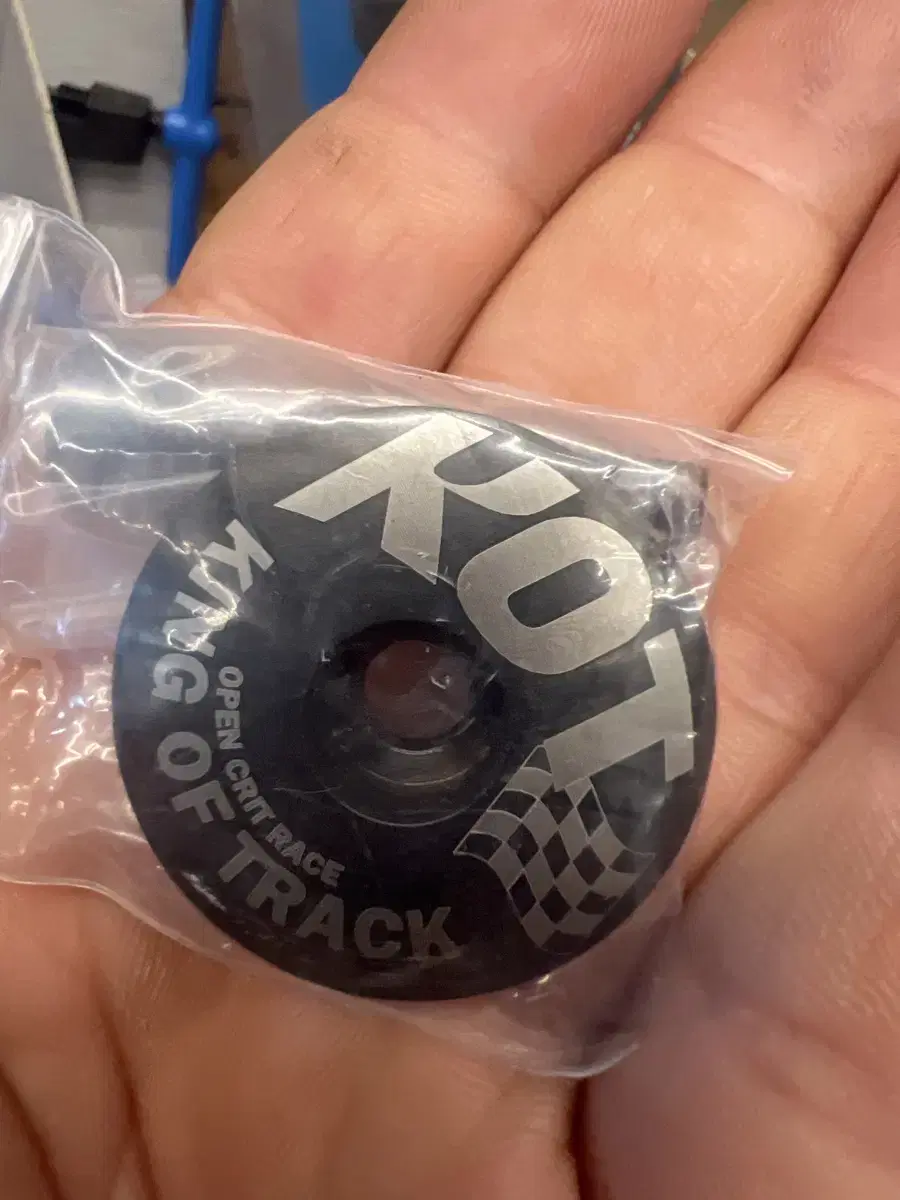 KOT
KING OF TRACK
OPEN CRIT RACE